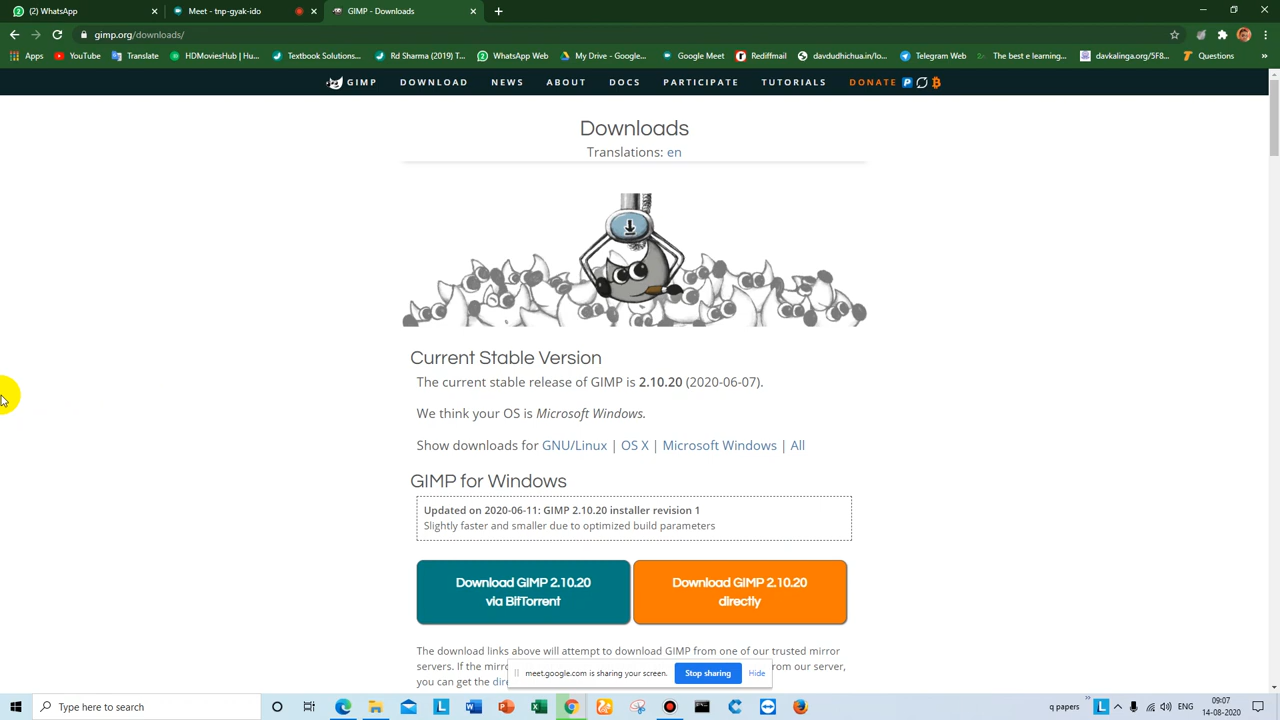 (2) WhatsApp
Meet - tnp-gyak-ido
GIMP - Downloads
gimp.org/downloads/
Apps
YouTube
Translate
HDMoviesHub | Hu...
Textbook Solutions...
Rd Sharma (2019) T...
WhatsApp Web
My Drive - Google...
Google Meet
Rediffmail
davdudhichua.in/lo...
Telegram Web
The best e learning...
davkalinga.org/5F8...
Questions
GIMP
DOWNLOAD
NEWS
ABOUT
DOCS
PARTICIPATE
TUTORIALS
DONATE
Downloads
Translations: en
Current Stable Version
The current stable release of GIMP is 2.10.20 (2020-06-07).
We think your OS is Microsoft Windows.
Show downloads for GNU/Linux | OS X | Microsoft Windows | All
GIMP for Windows
Updated on 2020-06-11: GIMP 2.10.20 installer revision 1
Slightly faster and smaller due to optimized build parameters
Download GIMP 2.10.20
via BitTorrent
Download GIMP 2.10.20
directly
The download links above will attempt to download GIMP from one of our trusted mirror
servers. If the
om our server,
you can get the
meet.google.com is sharing your screen.
Stop sharing
Hide
Type here to search
q papers
ENG
09:07
14-08-2020